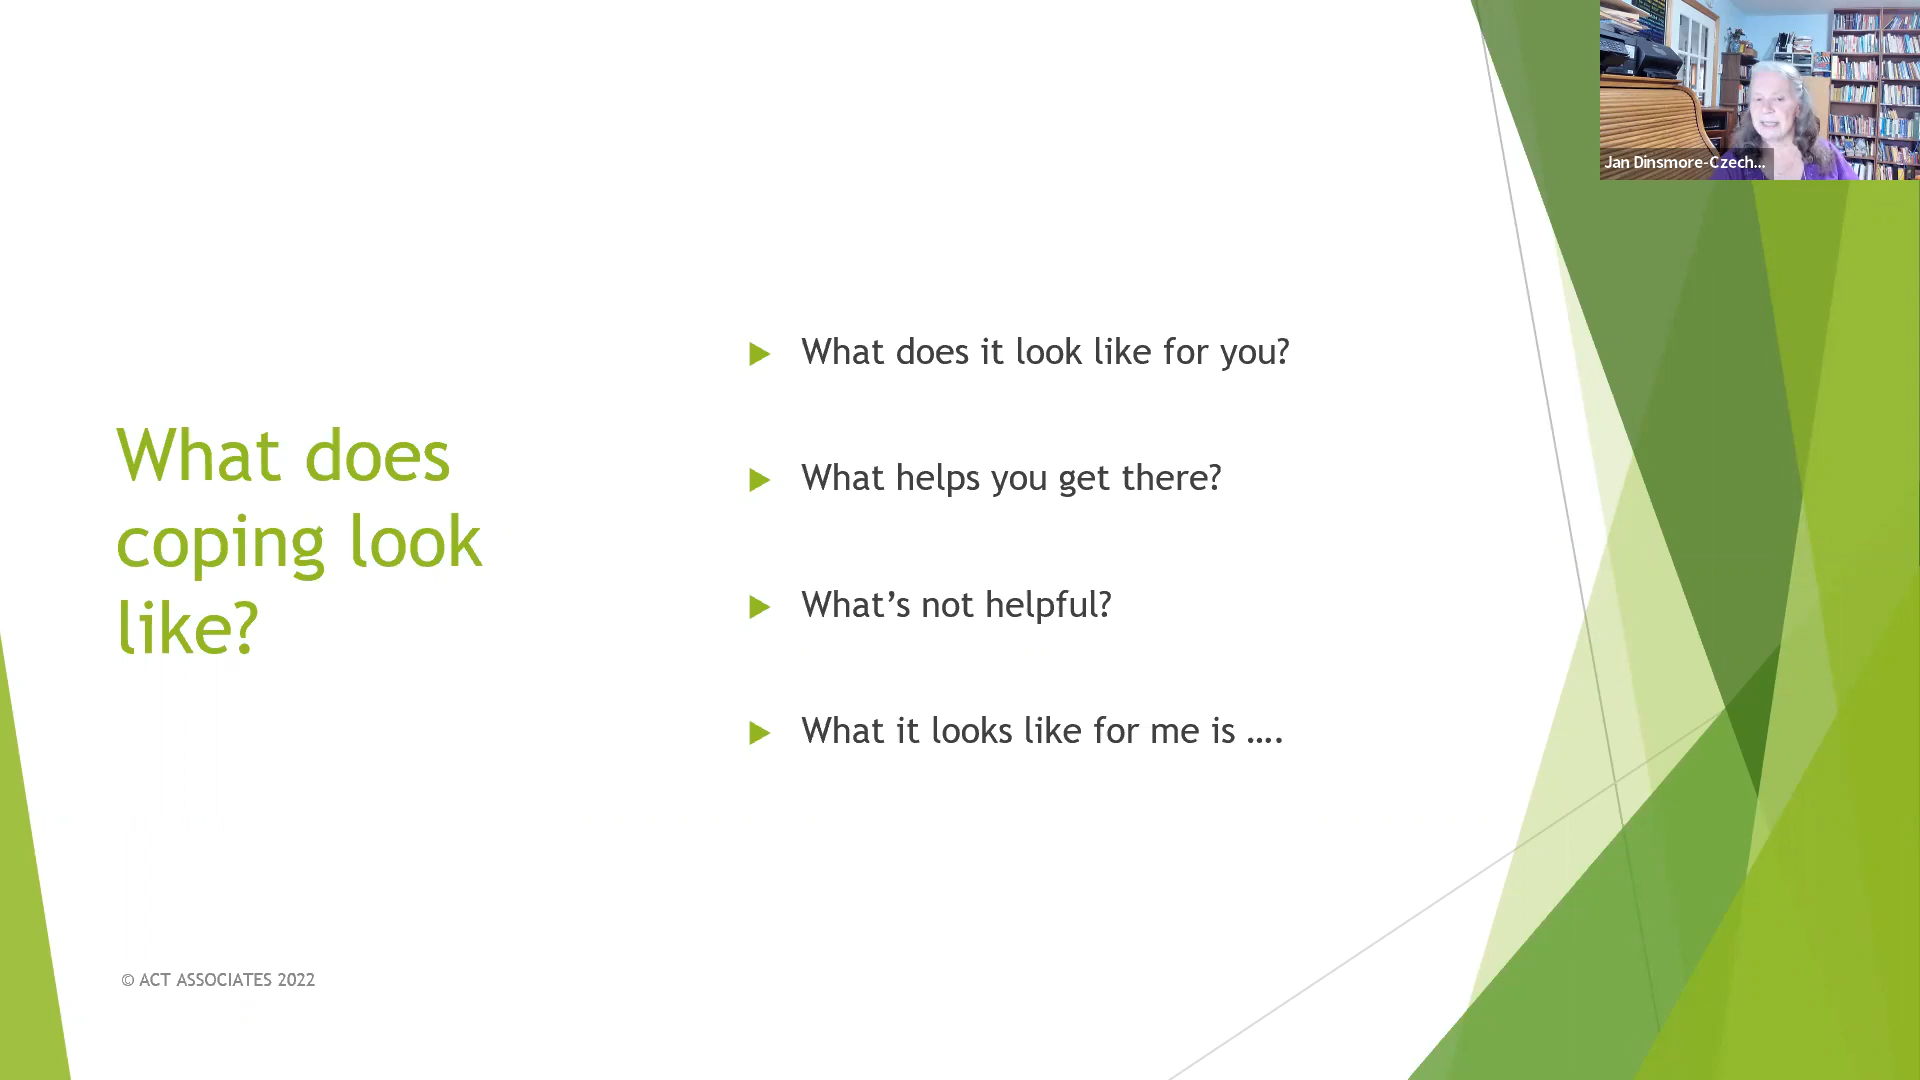 What does
coping look
like?
What does it look like for you?
What helps you get there?
What's not helpful?
What it looks like for me is ....
© ACT ASSOCIATES 2022
Jan Dinsmore-Czech...